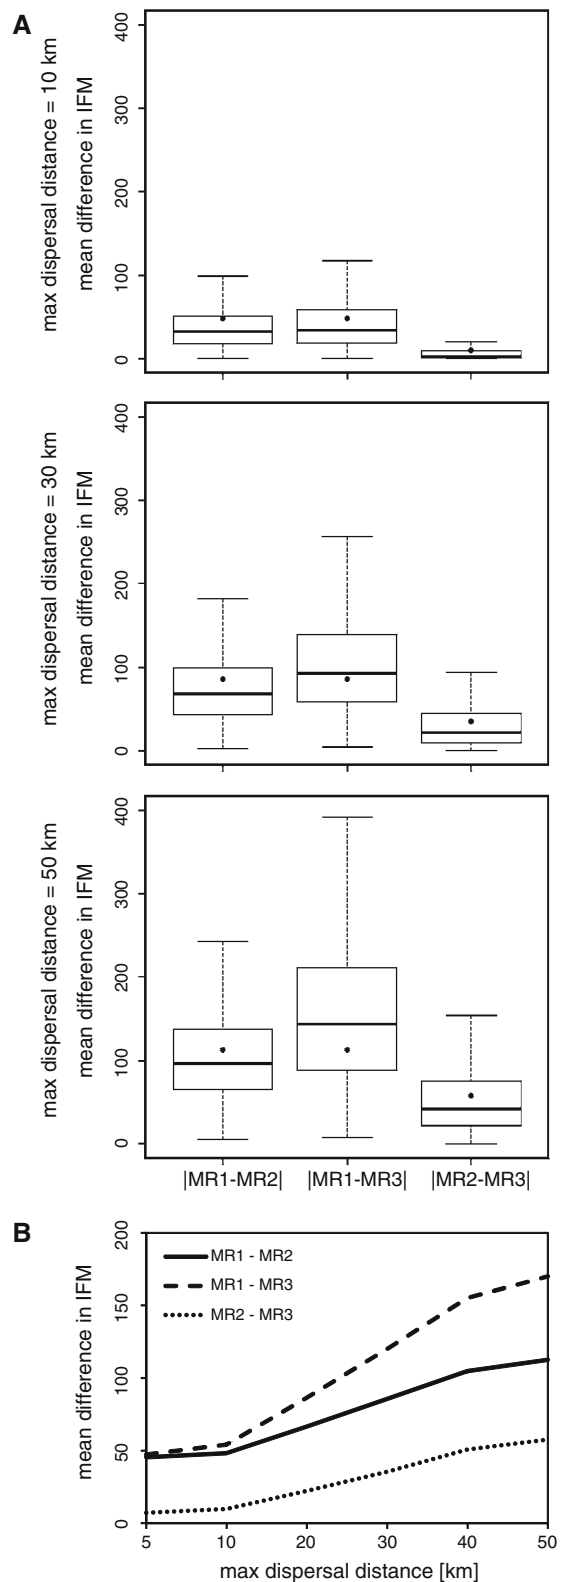 A
max dispersal distance = 10 km
mean difference in IFM
400
300
200
100
0
max dispersal distance = 30 km
mean difference in IFM
400
300
200
100
0
max dispersal distance = 50 km
mean difference in IFM
400
300
200
100
0
|MR1-MR2| |MR1-MR3| |MR2-MR3|
B
mean difference in IFM
200
150
100
50
0
MR1 - MR2
MR1 - MR3
MR2 - MR3
5 10 20 30 40 50
max dispersal distance [km]